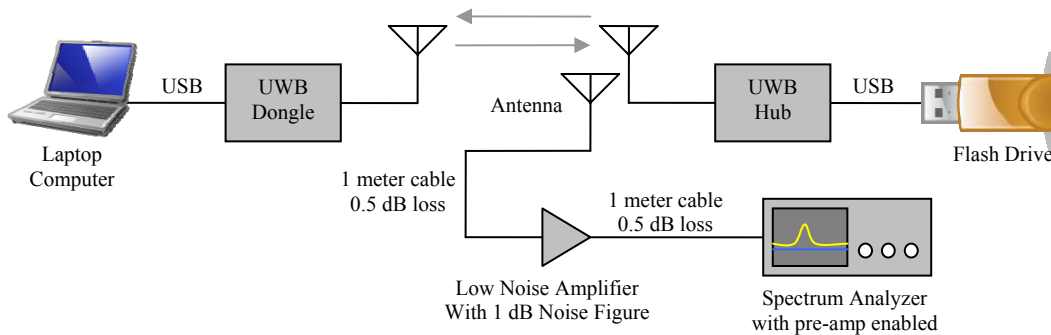 USB
UWB
Dongle
Laptop
Computer
Antenna
UWB
Hub
USB
Flash Drive
1 meter cable
0.5 dB loss
1 meter cable
0.5 dB loss
Low Noise Amplifier
With 1 dB Noise Figure
Spectrum Analyzer
with pre-amp enabled